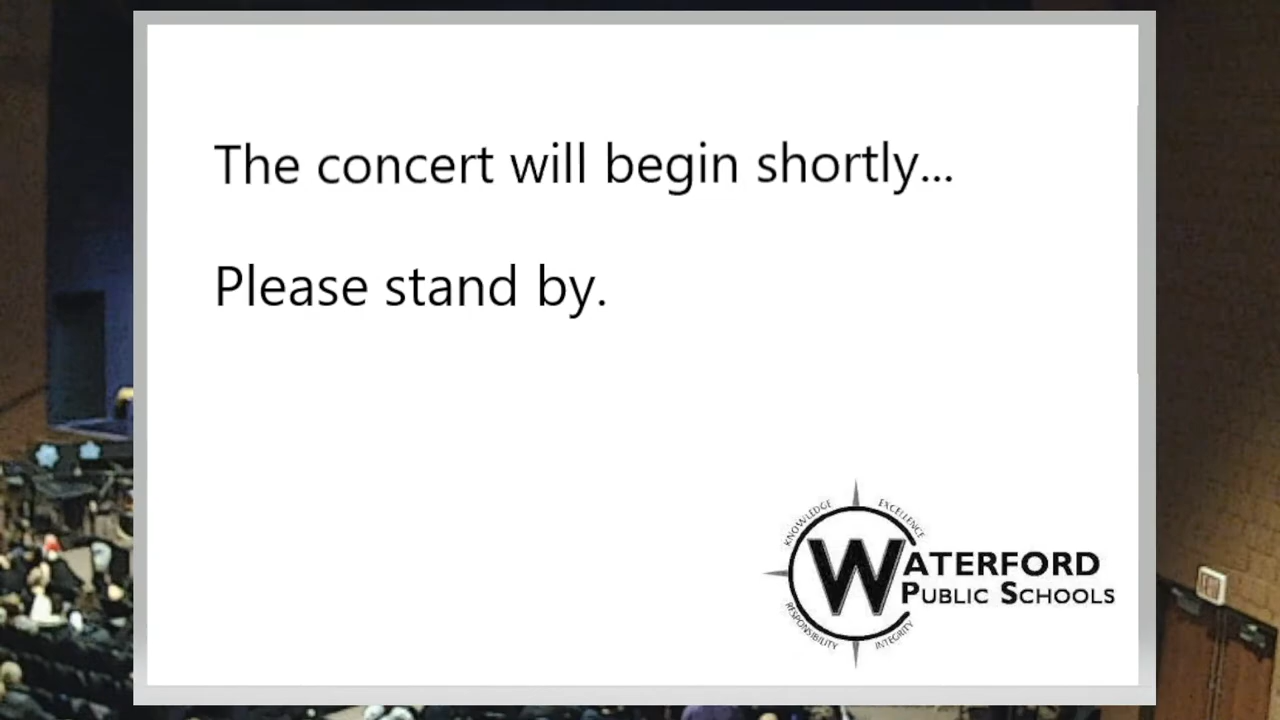 The concert will begin shortly...
Please stand by.
KNOWLEDGE
EXCELLENCE
WATERFORD
PUBLIC SCHOOLS
RESPONSIBILITY
INTEGRITY